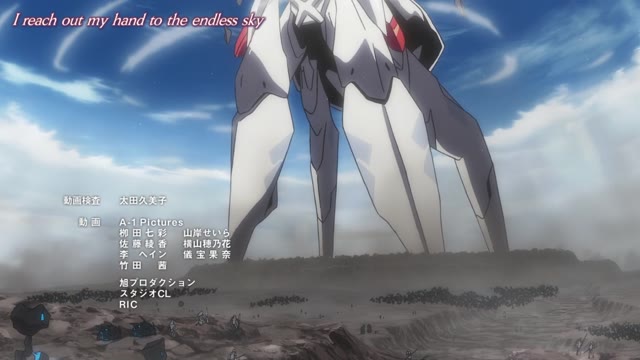 I reach out my hand to the endless sky
動画検査 太田久美子
動 画 A-1 Pictures
栁田七彩 山岸せいら
佐藤綾香 横山穂乃花
李 ヘイン 儀宝果奈
竹田 茜
旭プロダクション
スタジオCL
RIC